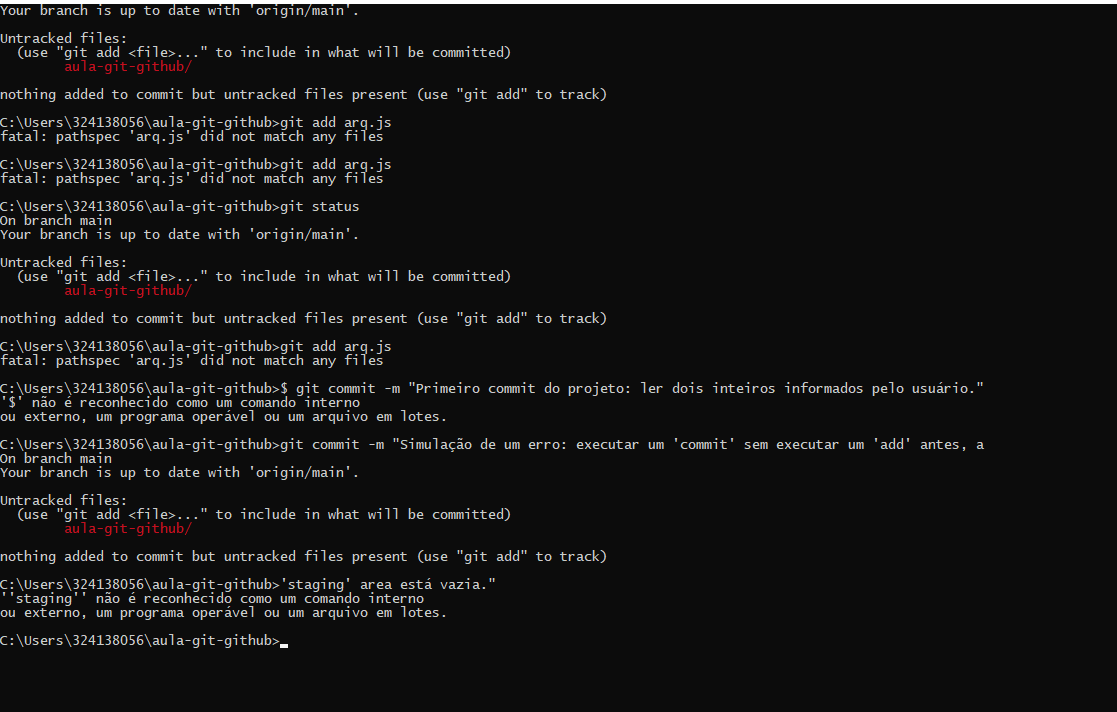 Your branch is up to date with 'origin/main'.
Untracked files:
  (use "git add <file>..." to include in what will be committed)
        aula-git-github/
nothing added to commit but untracked files present (use "git add" to track)
C:\Users\324138056\aula-git-github>git add arq.js
fatal: pathspec 'arq.js' did not match any files
C:\Users\324138056\aula-git-github>git add arq.js
fatal: pathspec 'arq.js' did not match any files
C:\Users\324138056\aula-git-github>git status
On branch main
Your branch is up to date with 'origin/main'.
Untracked files:
  (use "git add <file>..." to include in what will be committed)
        aula-git-github/
nothing added to commit but untracked files present (use "git add" to track)
C:\Users\324138056\aula-git-github>git add arq.js
fatal: pathspec 'arq.js' did not match any files
C:\Users\324138056\aula-git-github>$ git commit -m "Primeiro commit do projeto: ler dois inteiros informados pelo usuário."
'$' não é reconhecido como um comando interno
ou externo, um programa operável ou um arquivo em lotes.
C:\Users\324138056\aula-git-github>git commit -m "Simulação de um erro: executar um 'commit' sem executar um 'add' antes, a
On branch main
Your branch is up to date with 'origin/main'.
Untracked files:
  (use "git add <file>..." to include in what will be committed)
        aula-git-github/
nothing added to commit but untracked files present (use "git add" to track)
C:\Users\324138056\aula-git-github>'staging' area está vazia."
''staging'' não é reconhecido como um comando interno
ou externo, um programa operável ou um arquivo em lotes.
C:\Users\324138056\aula-git-github>